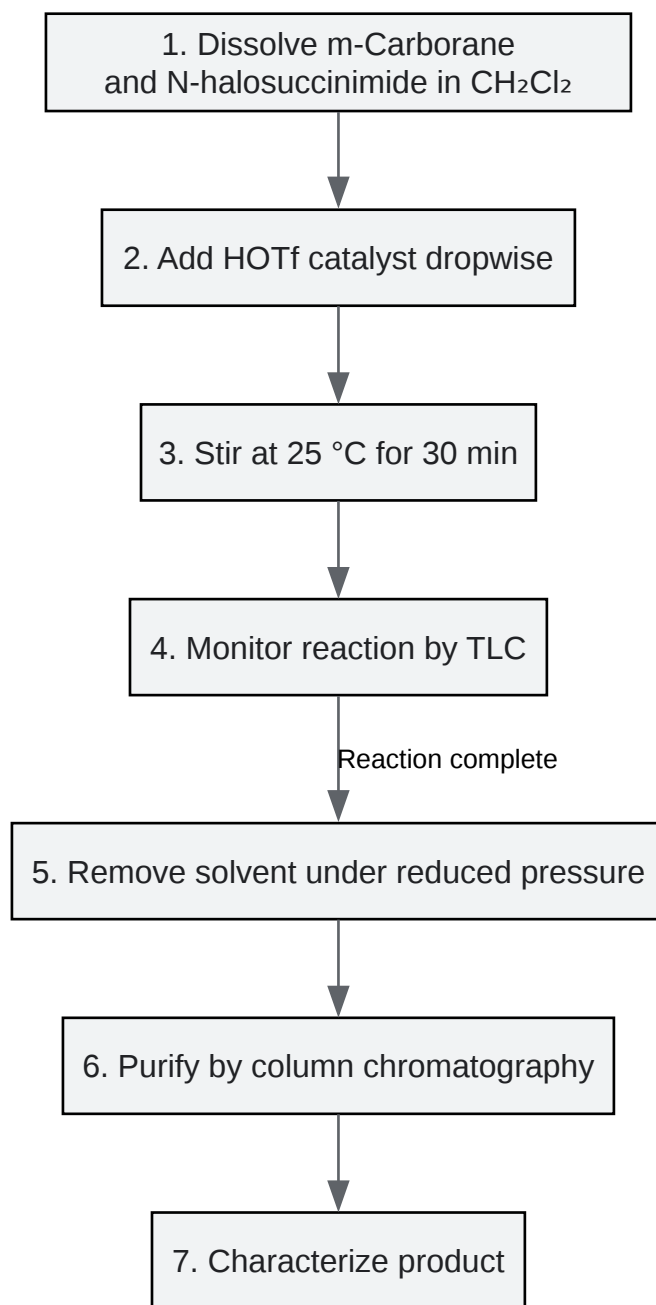 1. Dissolve m-Carborane
and N-halosuccinimide in CH₂Cl₂
2. Add HOTf catalyst dropwise
3. Stir at 25 °C for 30 min
4. Monitor reaction by TLC
Reaction complete
5. Remove solvent under reduced pressure
6. Purify by column chromatography
7. Characterize product